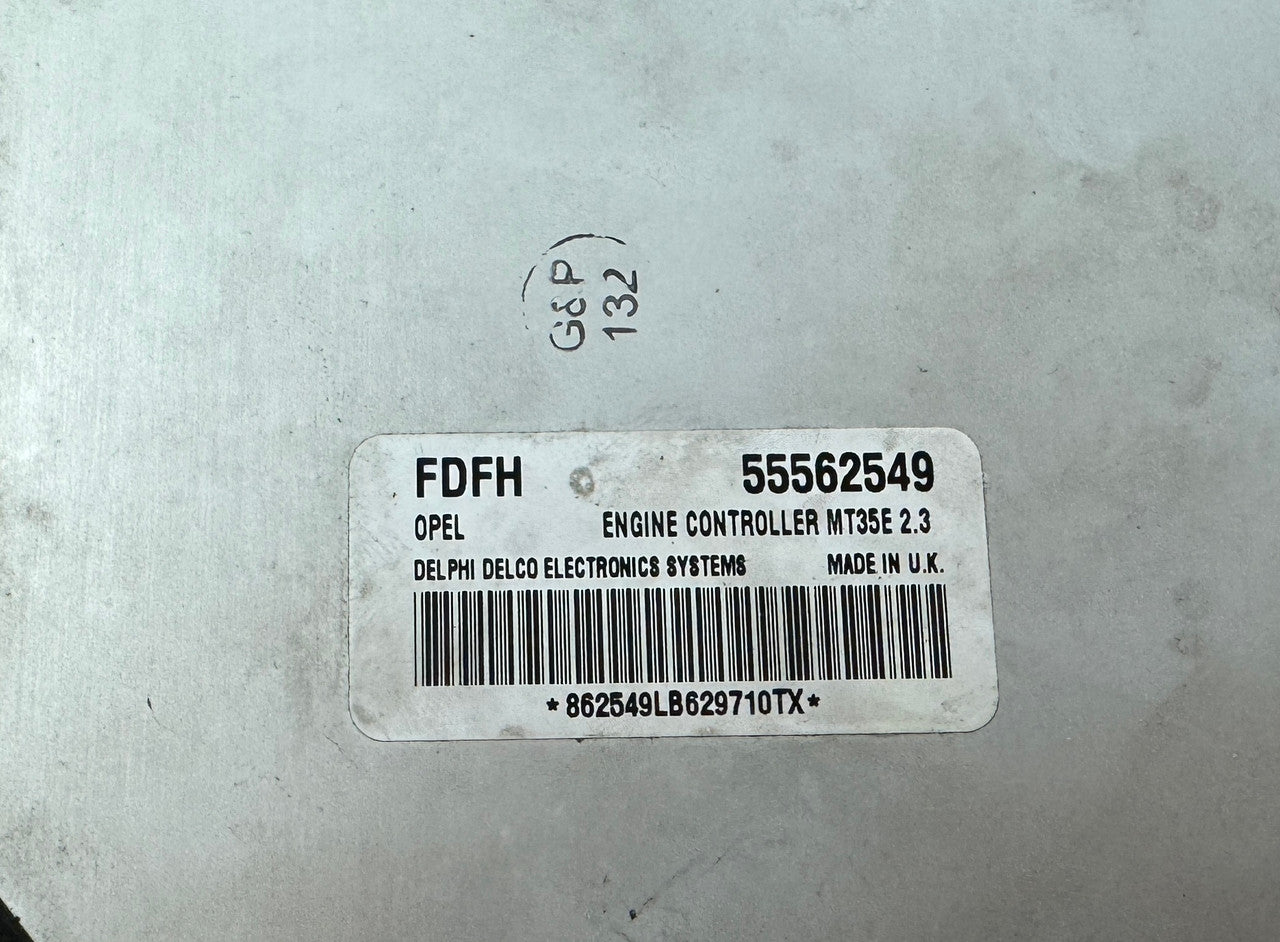 G&P
132
FDFH 55562549
OPEL ENGINE CONTROLLER MT35E 2.3
DELPHI DELCO ELECTRONICS SYSTEMS MADE IN U.K.
*862549LB629710TX*